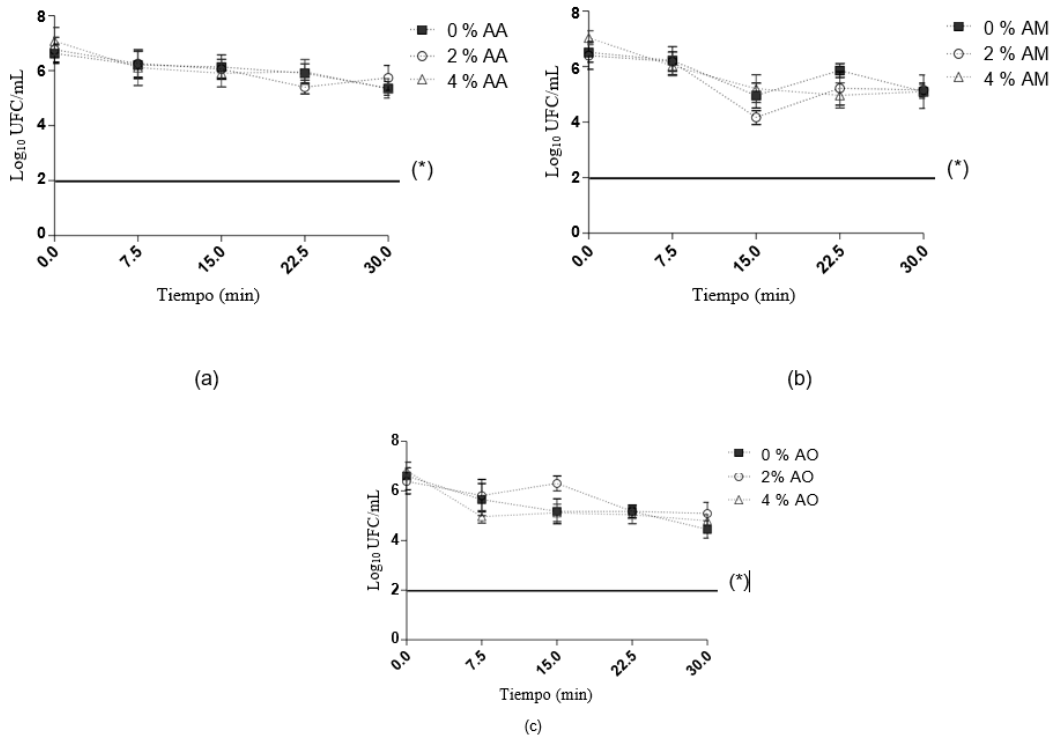 8
6
4
2
0
Log10 UFC/mL
0.0
7.5
15.0
22.5
30.0
Tiempo (min)
0 % AA
2 % AA
4 % AA
(*)
(a)
8
6
4
2
0
Log10 UFC/mL
0.0
7.5
15.0
22.5
30.0
Tiempo (min)
0 % AM
2 % AM
4 % AM
(*)
(b)
8
6
4
2
0
Log10 UFC/mL
0.0
7.5
15.0
22.5
30.0
Tiempo (min)
0 % AO
2% AO
4 % AO
(*)
(c)